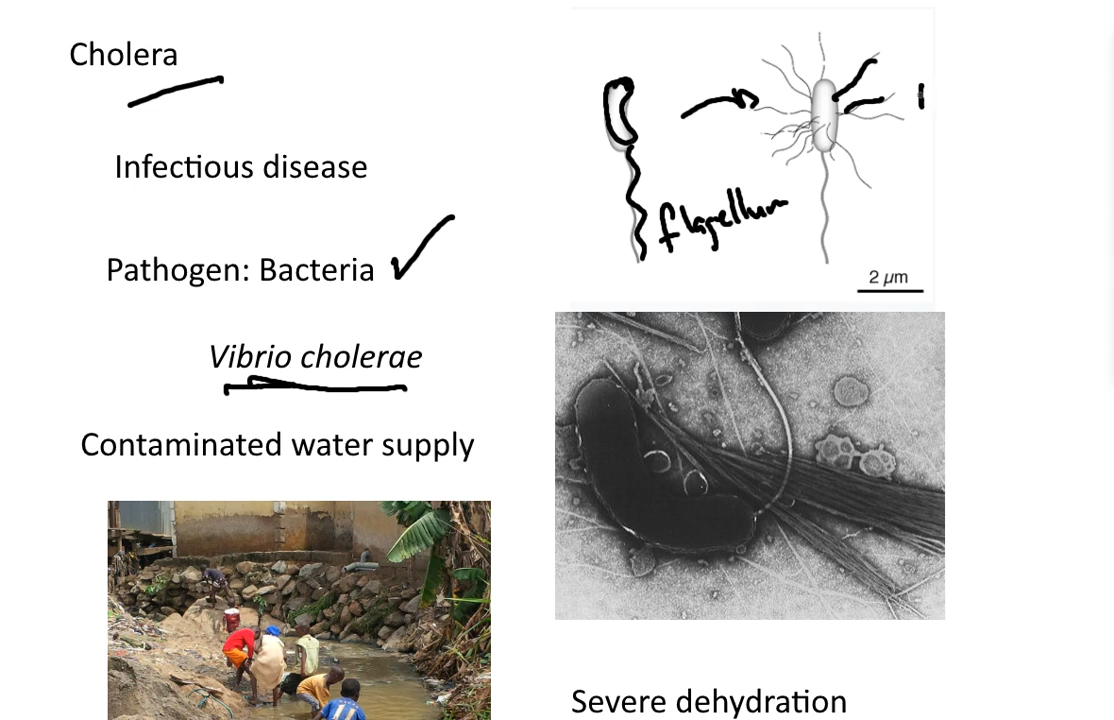 Cholera
Infectious disease
Pathogen: Bacteria
Vibrio cholerae
Contaminated water supply
flagellum
2 µm
Severe dehydration